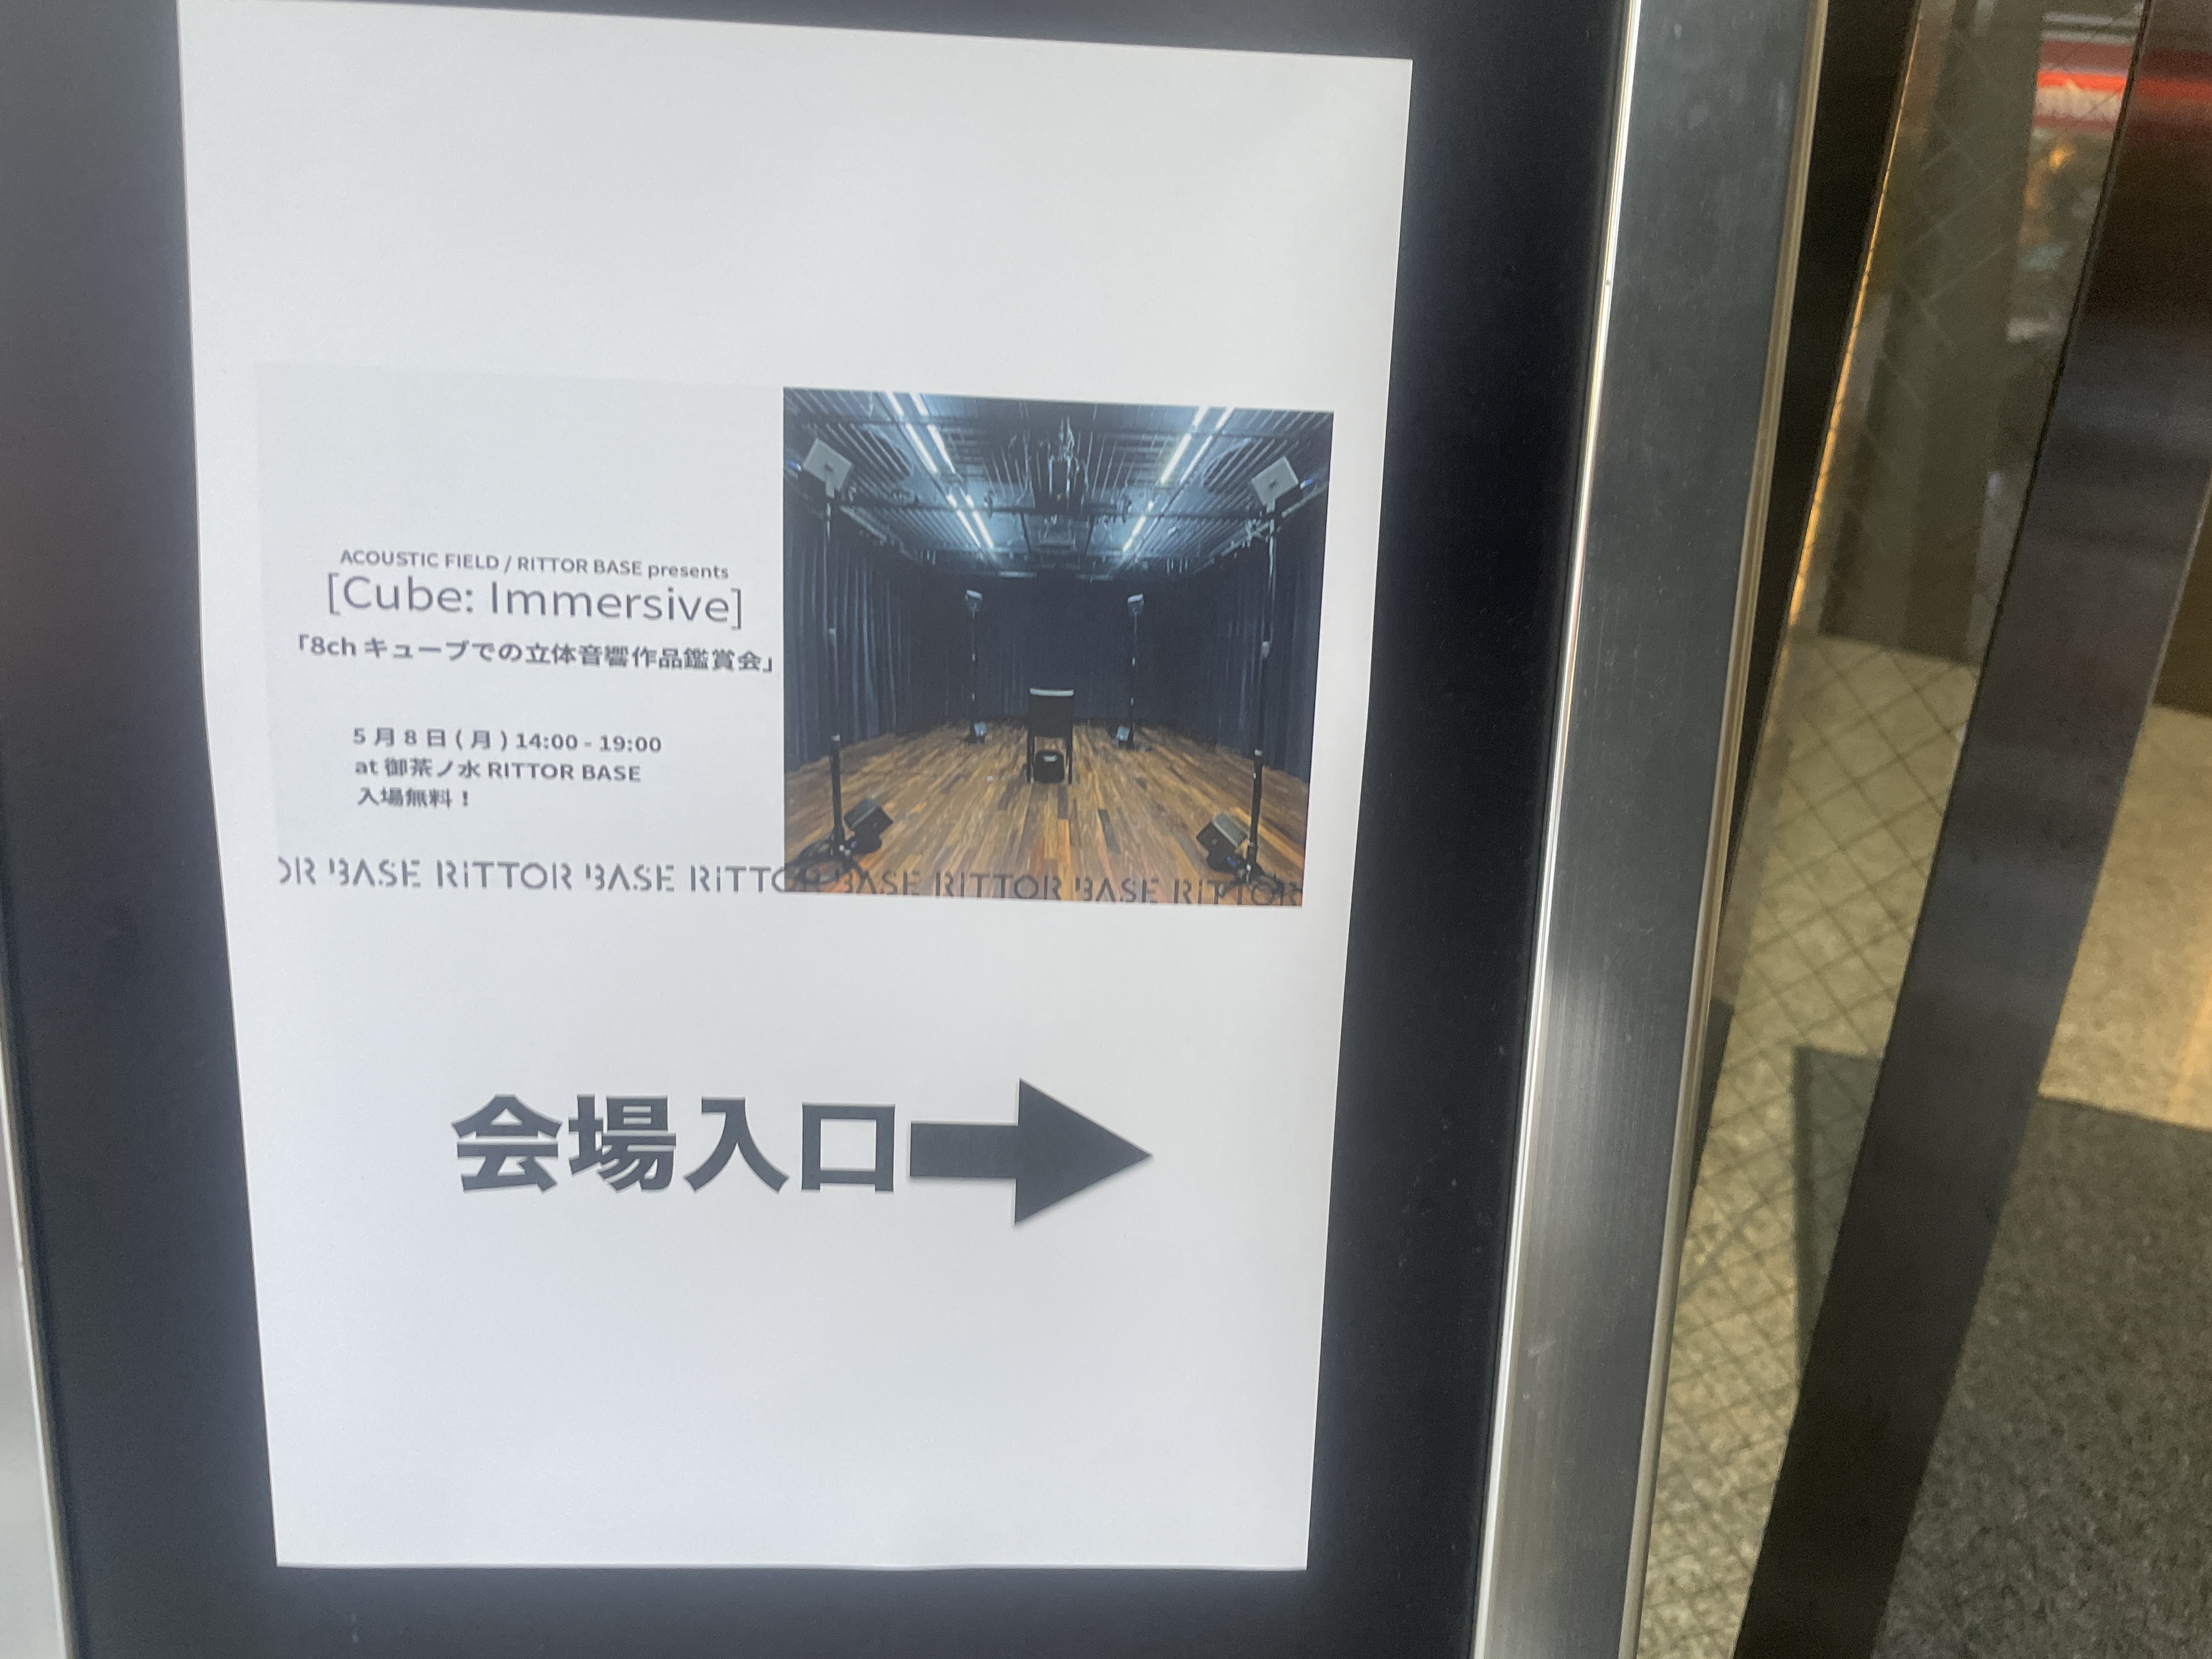 ACOUSTIC FIELD / RITTOR BASE presents
[Cube: Immersive]
「8ch キューブでの立体音響作品鑑賞会」
5 月 8 日 ( 月 ) 14:00 - 19:00
at 御茶ノ水 RITTOR BASE
入場無料！
OR BASE RITTOR BASE RITTOR BASE RITTOR BASE RITTOR
会場入口